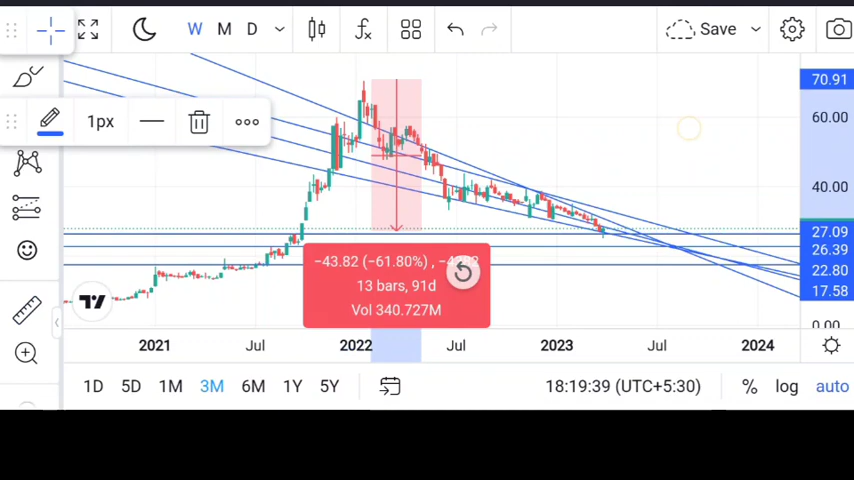 W M D Save
70.91
1px
60.00
40.00
27.09
−43.82 (−61.80%) ,
26.39
13 bars, 91d
22.80
Vol 340.727M
17.58
0.00
2021 Jul 2022 Jul 2023 Jul 2024
1D 5D 1M 3M 6M 1Y 5Y 18:19:39 (UTC+5:30) % log auto